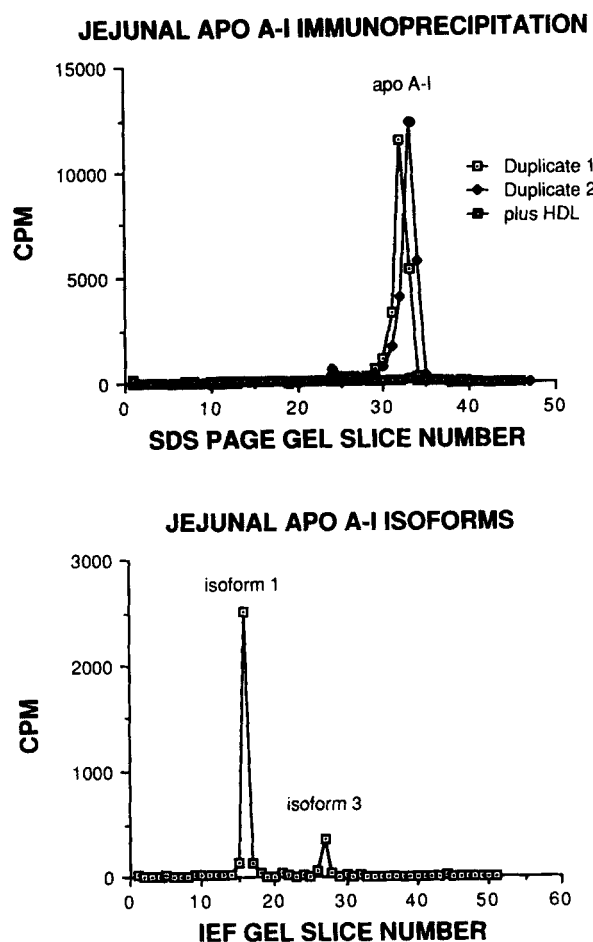 JEJUNAL APO A-I IMMUNOPRECIPITATION
15000
apo A-I
Duplicate 1
10000
Duplicate 2
plus HDL
CPM
5000
0
0 10 20 30 40 50
SDS PAGE GEL SLICE NUMBER
JEJUNAL APO A-I ISOFORMS
3000
isoform 1
2000
CPM
1000
isoform 3
0
0 10 20 30 40 50 60
IEF GEL SLICE NUMBER